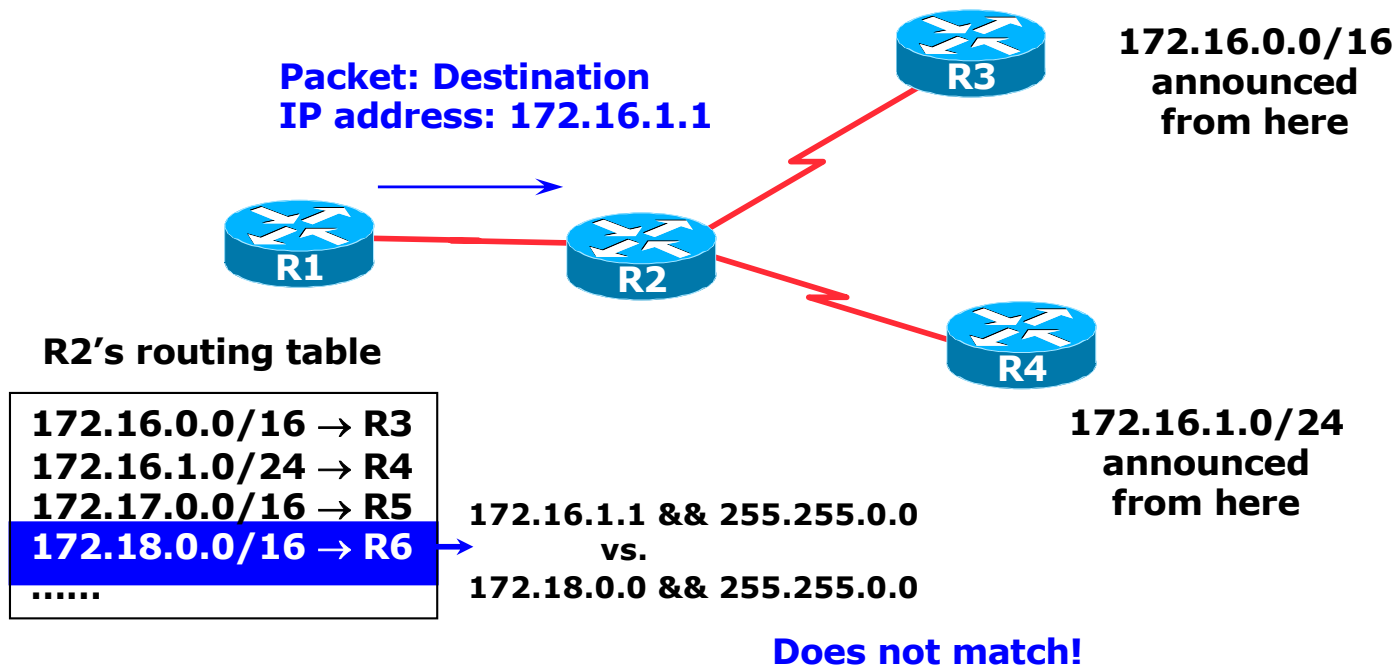 Packet: Destination
IP address: 172.16.1.1
R3
172.16.0.0/16
announced
from here
R1
R2
R4
172.16.1.0/24
announced
from here
R2’s routing table
172.16.0.0/16 → R3
172.16.1.0/24 → R4
172.17.0.0/16 → R5
172.18.0.0/16 → R6
......
172.16.1.1 && 255.255.0.0
vs.
172.18.0.0 && 255.255.0.0
Does not match!